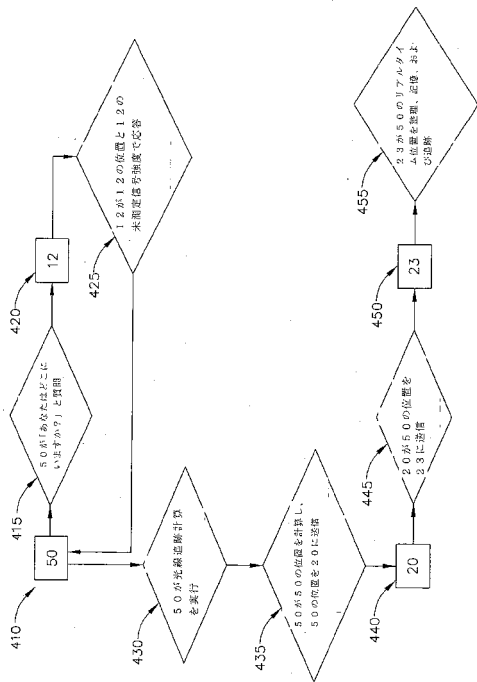 410
50
415
50が「あなたはどこに
いますか?」と質問
420
12
425
12が12の位置と12の
未測定信号強度で応答
430
50が光線追跡計算
を実行
435
50が50の位置を計算し、
50の位置を20に送信
440
20
445
20が50の位置を
23に送信
450
23
455
23が50のリアルタイ
ム位置を整理、記憶、およ
び追跡